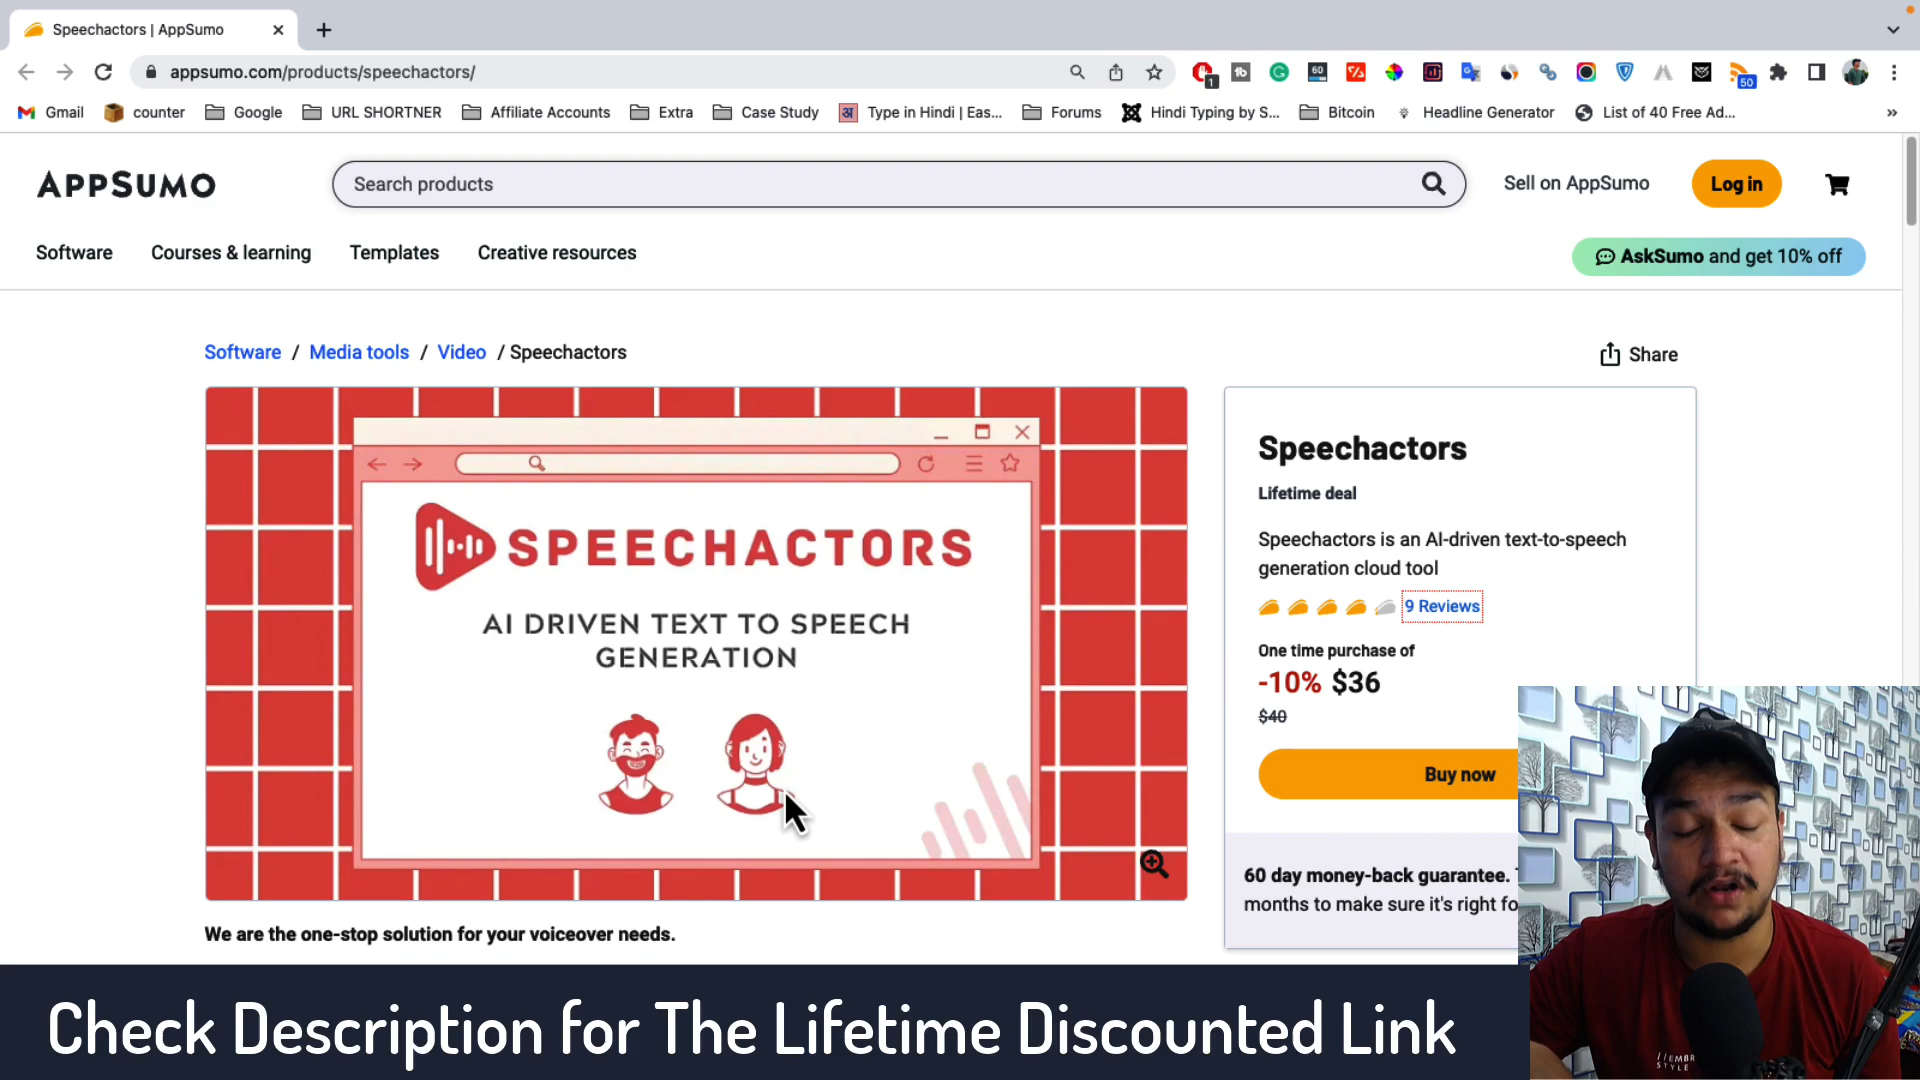 Speechactors | AppSumo
appsumo.com/products/speechactors/
1
60
50
Gmail
counter
Google
URL SHORTNER
Affiliate Accounts
Extra
Case Study
अ
Type in Hindi | Eas...
Forums
Hindi Typing by S...
Bitcoin
Headline Generator
List of 40 Free Ad...
»
APPSUMO
Search products
Sell on AppSumo
Log in
Software
Courses & learning
Templates
Creative resources
AskSumo and get 10% off
Software / Media tools / Video / Speechactors
Share
SPEECHACTORS
AI DRIVEN TEXT TO SPEECH
GENERATION
Speechactors
Lifetime deal
Speechactors is an AI-driven text-to-speech
generation cloud tool
9 Reviews
One time purchase of
-10% $36
$40
Buy now
60 day money-back guarantee.
months to make sure it's right fo
We are the one-stop solution for your voiceover needs.
Check Description for The Lifetime Discounted Link
//EMBR
STYLE